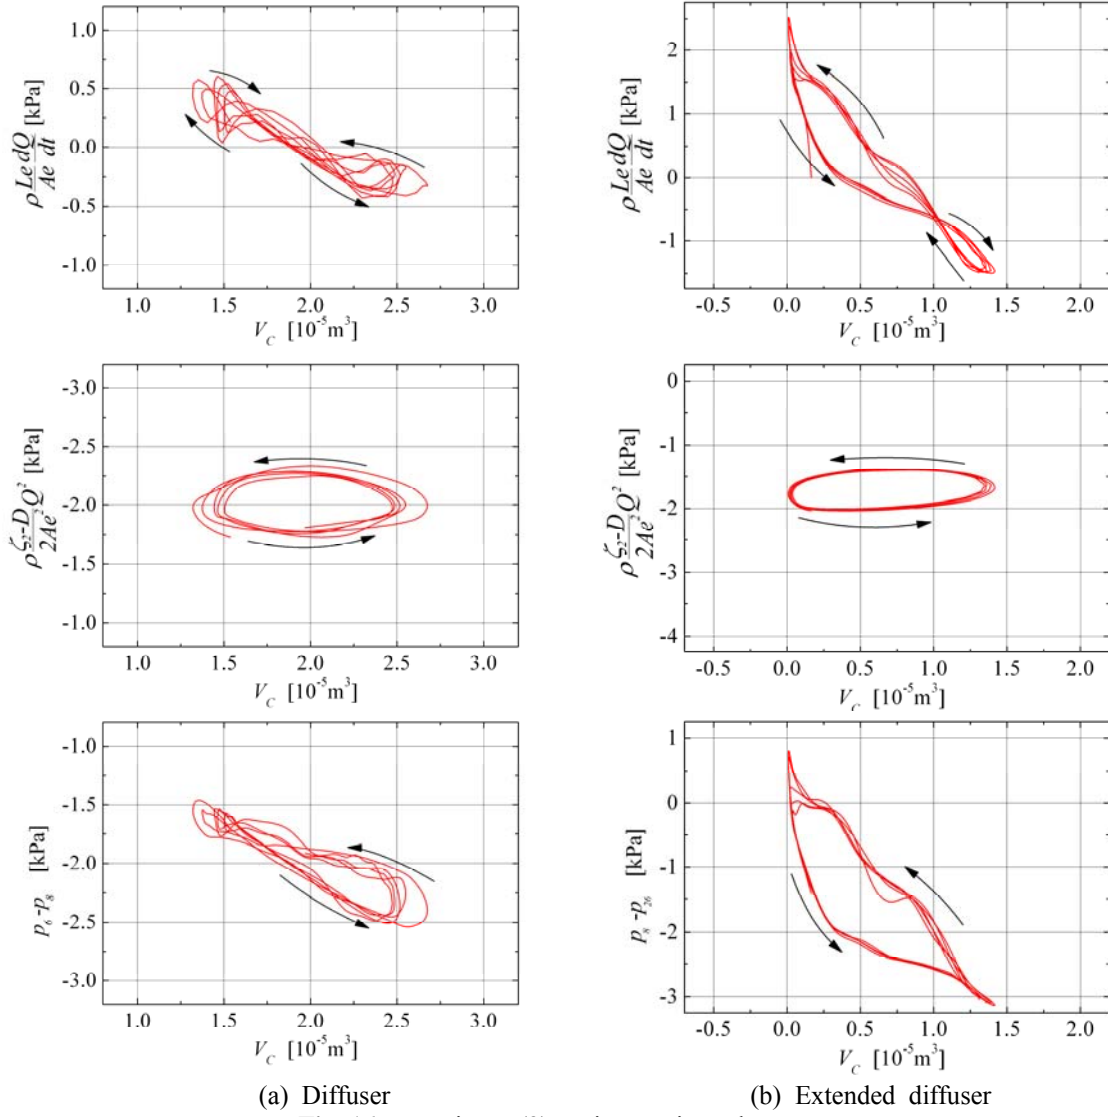 1.0
0.5
0.0
-0.5
-1.0
ρ Le/Ae dQ/dt [kPa]
1.0 1.5 2.0 2.5 3.0
V_C [10^-5 m^3]
2
1
0
-1
ρ Le/Ae dQ/dt [kPa]
-0.5 0.0 0.5 1.0 1.5 2.0
V_C [10^-5 m^3]
-3.0
-2.5
-2.0
-1.5
-1.0
ρ ζ_2-D/2Ae^2 Q^2 [kPa]
1.0 1.5 2.0 2.5 3.0
V_C [10^-5 m^3]
0
-1
-2
-3
-4
ρ ζ_2-D/2Ae^2 Q^2 [kPa]
-0.5 0.0 0.5 1.0 1.5 2.0
V_C [10^-5 m^3]
-1.0
-1.5
-2.0
-2.5
-3.0
p_6-p_8 [kPa]
1.0 1.5 2.0 2.5 3.0
V_C [10^-5 m^3]
1
0
-1
-2
-3
p_8-p_26 [kPa]
-0.5 0.0 0.5 1.0 1.5 2.0
V_C [10^-5 m^3]
(a) Diffuser
(b) Extended diffuser